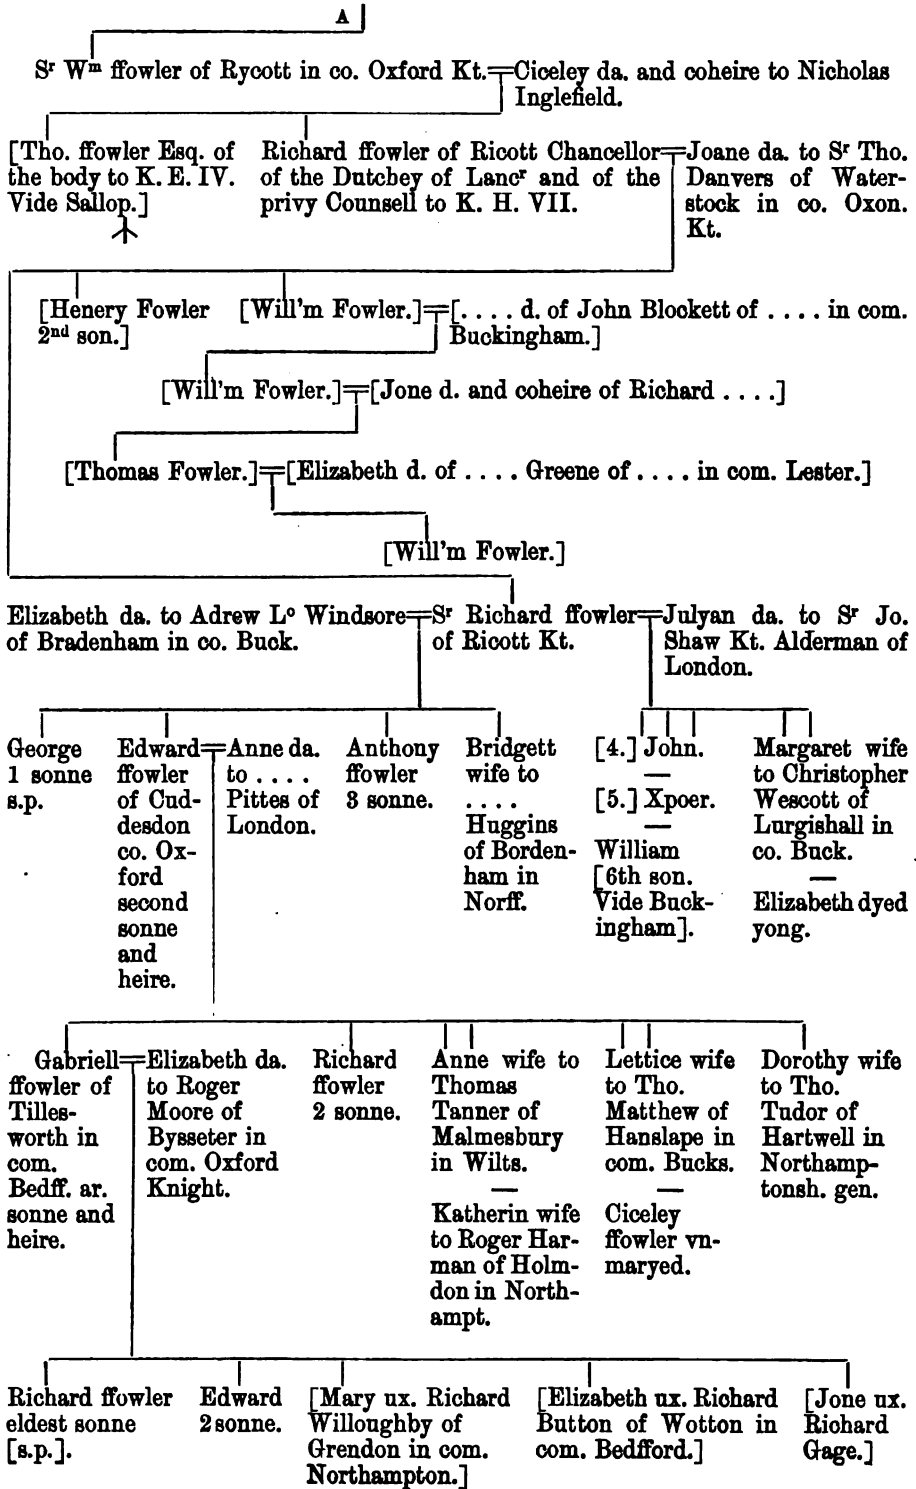 A
Sʳ Wᵐ ffowler of Rycott in co. Oxford Kt.=Ciceley da. and coheire to Nicholas
Inglefield.
[Tho. ffowler Esq. of
the body to K. E. IV.
Vide Sallop.]
Richard ffowler of Ricott Chancellor=
of the Dutchey of Lancʳ and of the
privy Counsell to K. H. VII.
Joane da. to Sʳ Tho.
Danvers of Water-
stock in co. Oxon.
Kt.
[Henery Fowler
2ⁿᵈ son.]
[Will'm Fowler.]=[. . . . d. of John Blockett of . . . . in com.
Buckingham.]
[Will'm Fowler.]=[Jone d. and coheire of Richard . . . .]
[Thomas Fowler.]=[Elizabeth d. of . . . . Greene of . . . . in com. Lester.]
[Will'm Fowler.]
Elizabeth da. to Adrew Lᵒ Windsore=
of Bradenham in co. Buck.
Sʳ Richard ffowler=
of Ricott Kt.
Julyan da. to Sʳ Jo.
Shaw Kt. Alderman of
London.
George
1 sonne
s.p.
Edward=
ffowler
of Cud-
desdon
co. Ox-
ford
second
sonne
and
heire.
Anne da.
to . . . .
Pittes of
London.
Anthony
ffowler
3 sonne.
Bridgett
wife to
. . . .
Huggins
of Borden-
ham in
Norff.
[4.] John.
—
[5.] Xpoer.
—
William
[6th son.
Vide Buck-
ingham].
Margaret wife
to Christopher
Wescott of
Lurgishall in
co. Buck.
—
Elizabeth dyed
yong.
Gabriell=
ffowler of
Tilles-
worth in
com.
Bedff. ar.
sonne and
heire.
Elizabeth da.
to Roger
Moore of
Bysseter in
com. Oxford
Knight.
Richard
ffowler
2 sonne.
Anne wife to
Thomas
Tanner of
Malmesbury
in Wilts.
—
Katherin wife
to Roger Har-
man of Holm-
don in North-
ampt.
Lettice wife
to Tho.
Matthew of
Hanslape in
com. Bucks.
—
Ciceley
ffowler vn-
maryed.
Dorothy wife
to Tho.
Tudor of
Hartwell in
Northamp-
tonsh. gen.
Richard ffowler
eldest sonne
[s.p.].
Edward
2 sonne.
[Mary ux. Richard
Willoughby of
Grendon in com.
Northampton.]
[Elizabeth ux. Richard
Button of Wotton in
com. Bedfford.]
[Jone ux.
Richard
Gage.]